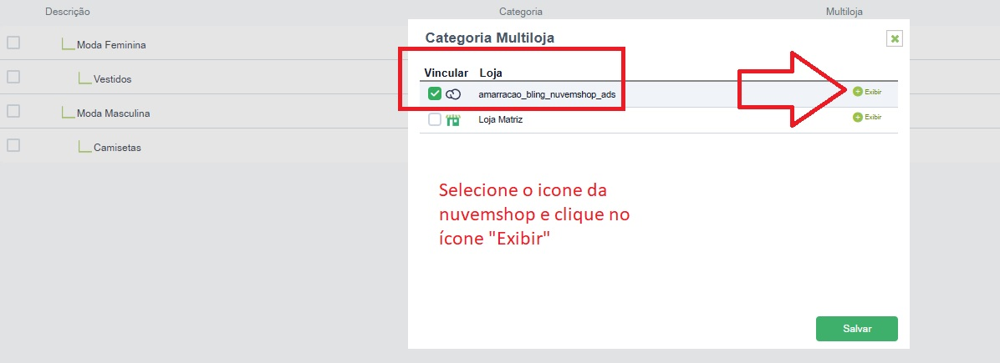 Descrição Categoria Multiloja
Categoria Multiloja
Vincular Loja
Moda Feminina
amarracao_bling_nuvemshop_ads Exibir
Vestidos
Loja Matriz Exibir
Moda Masculina
Camisetas
Selecione o icone da
nuvemshop e clique no
ícone "Exibir"
Salvar